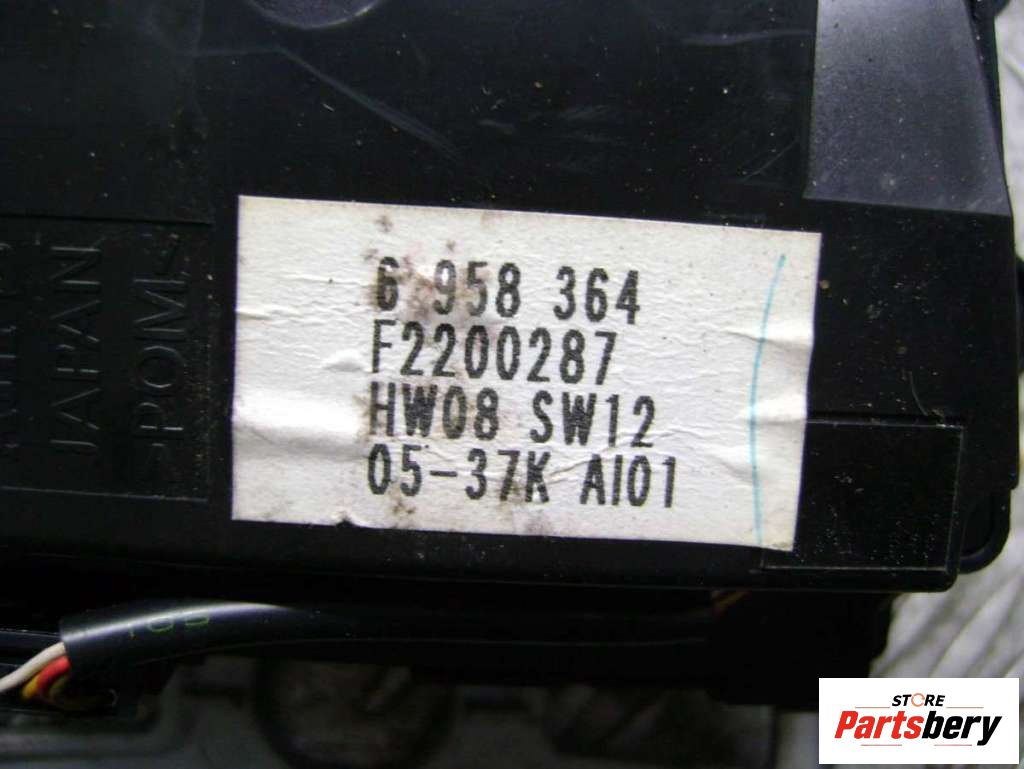 6 958 364
F2200287
HW08 SW12
05-37K AI01
JAPAN
>POM<
STORE
Partsbery